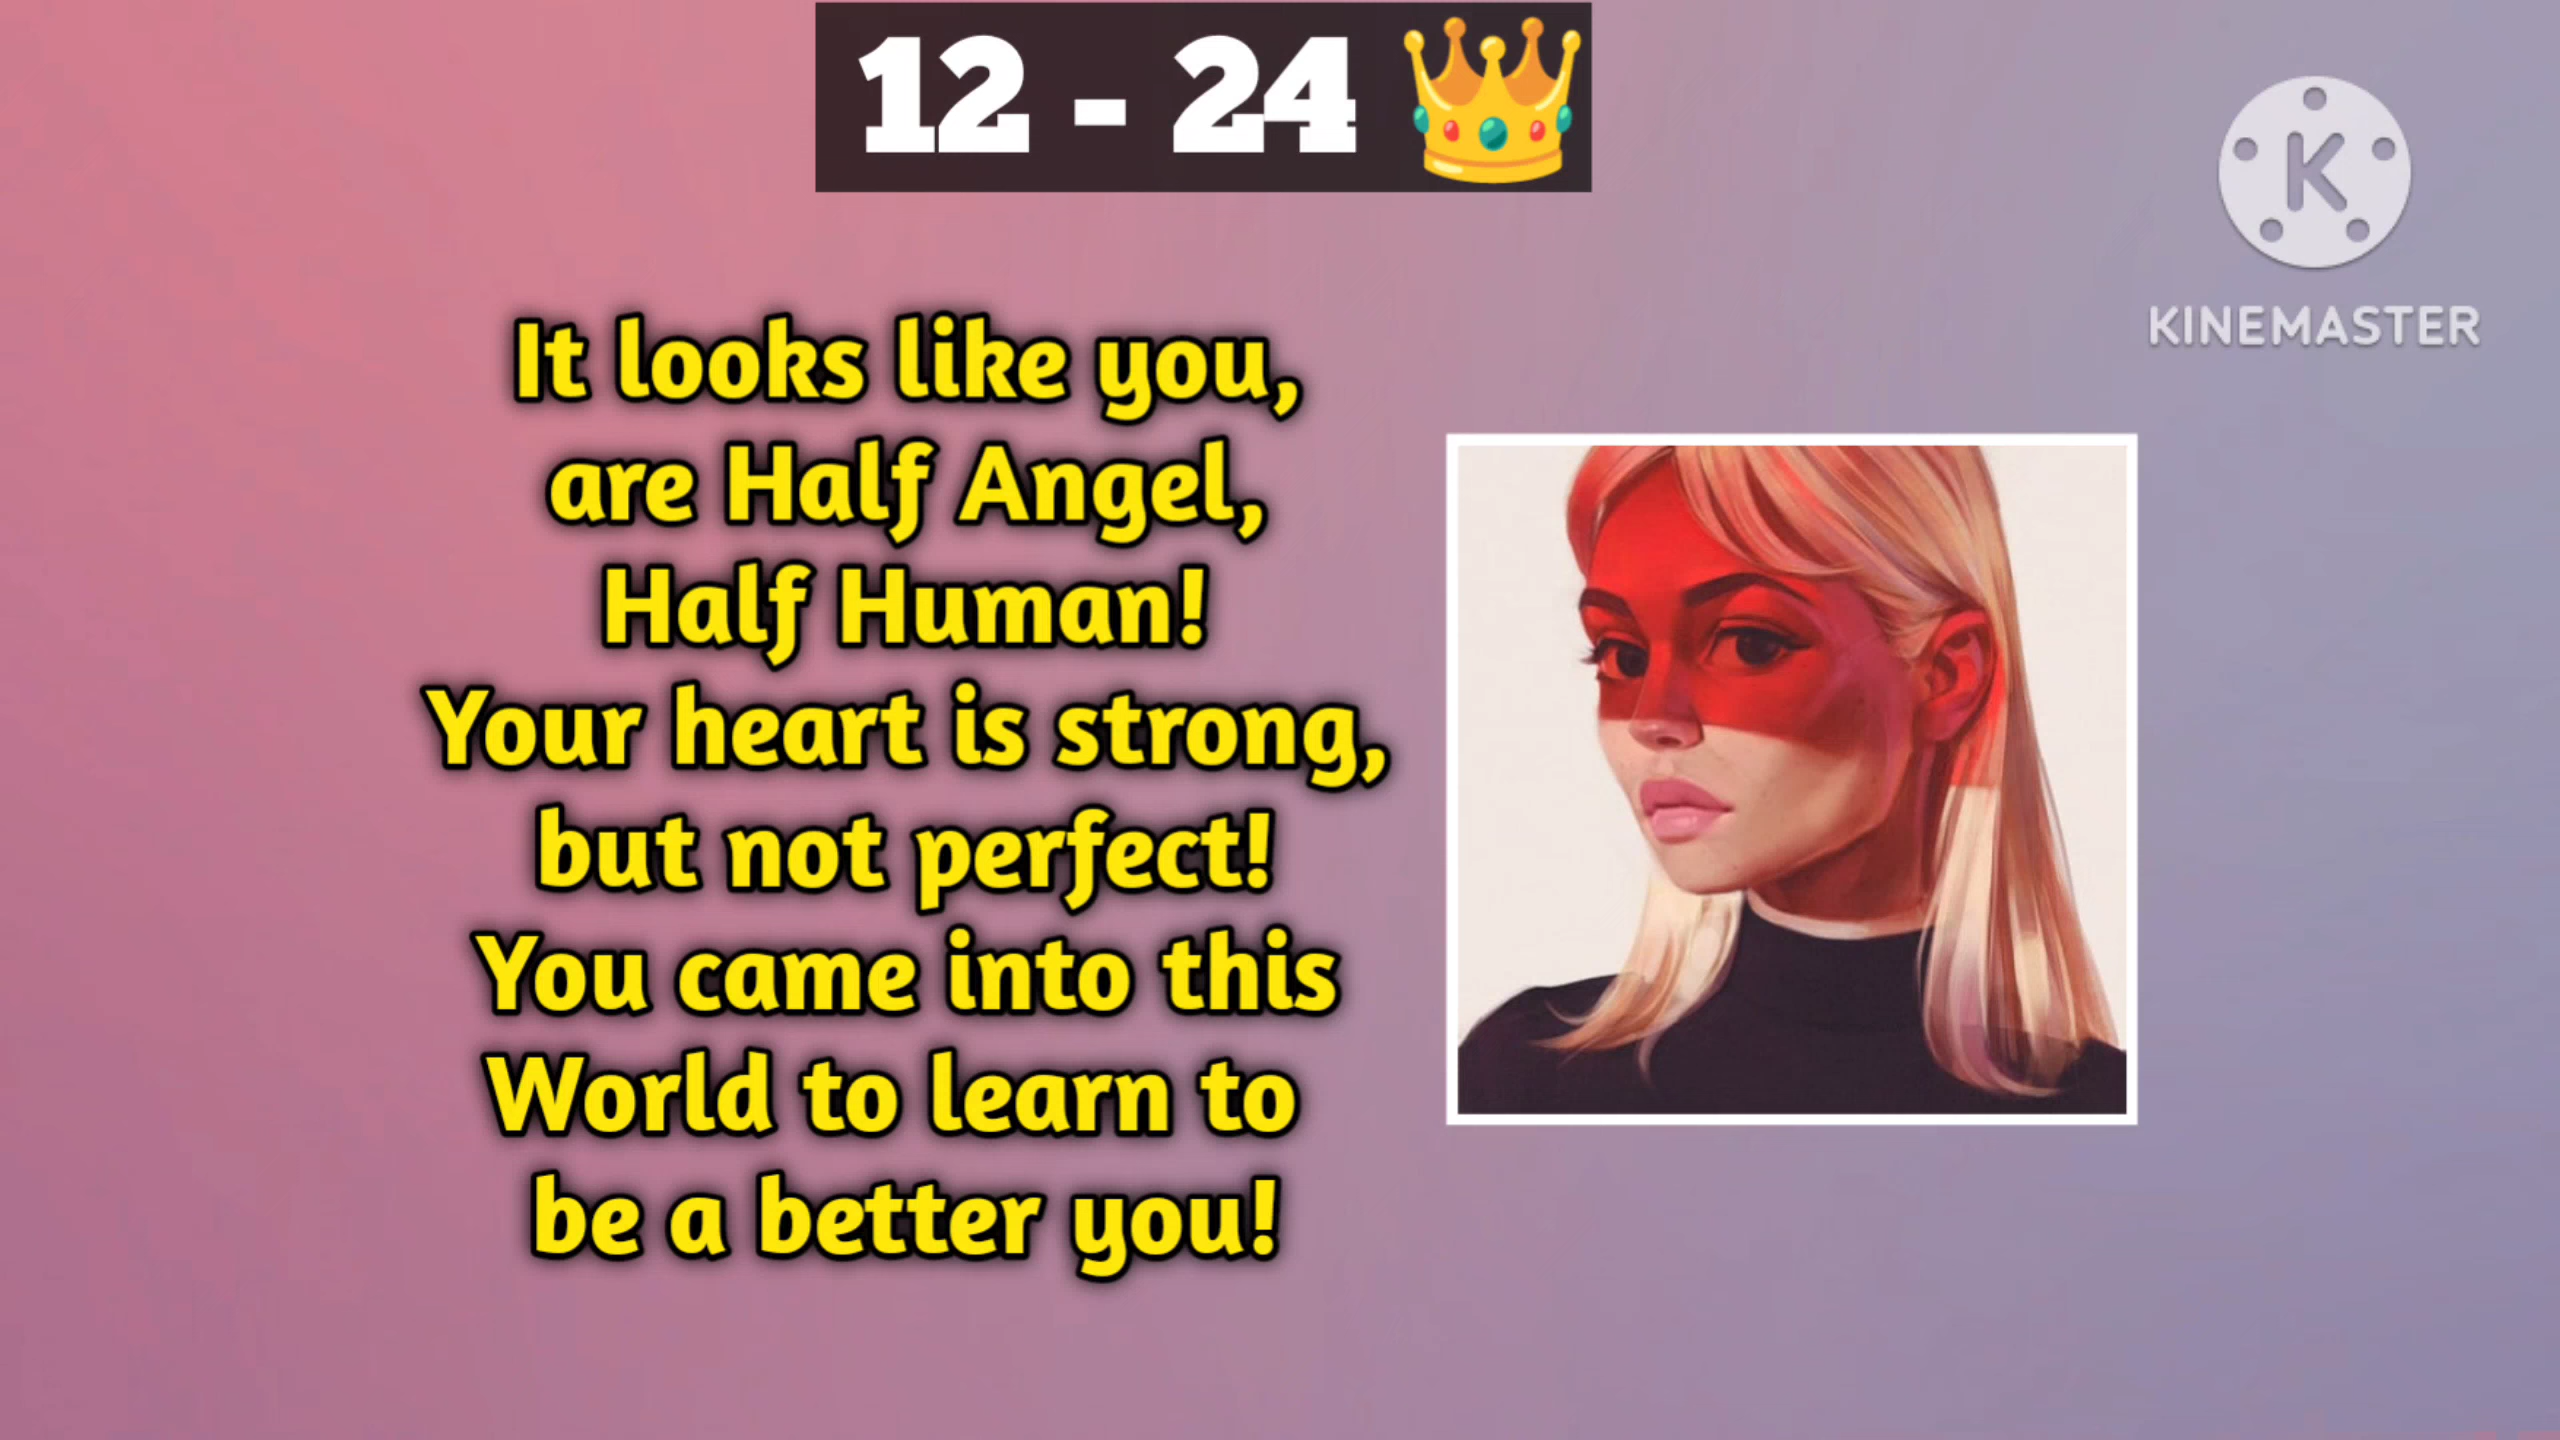 12 - 24 👑
K
KINEMASTER
It looks like you,
are Half Angel,
Half Human!
Your heart is strong,
but not perfect!
You came into this
World to learn to
be a better you!